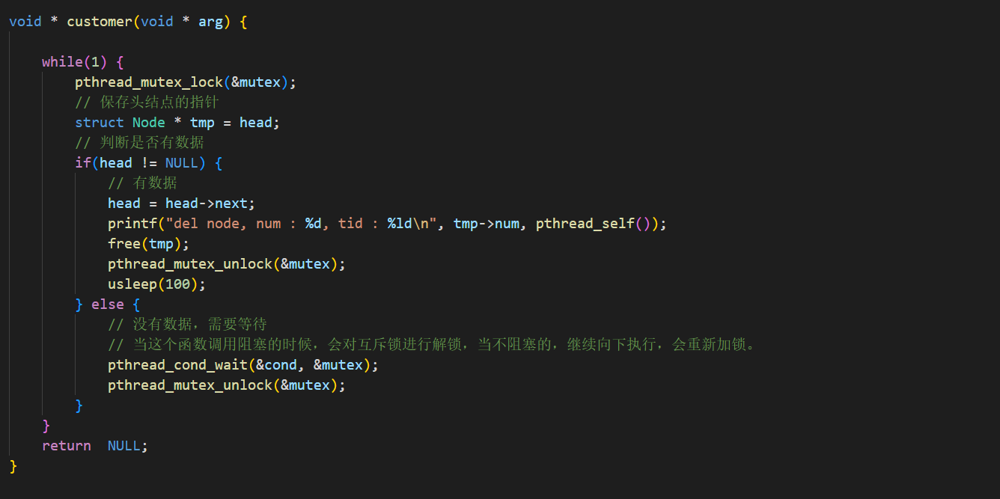 void * customer(void * arg) {
while(1) {
pthread_mutex_lock(&mutex);
// 保存头结点的指针
struct Node * tmp = head;
// 判断是否有数据
if(head != NULL) {
// 有数据
head = head->next;
printf("del node, num : %d, tid : %ld\n", tmp->num, pthread_self());
free(tmp);
pthread_mutex_unlock(&mutex);
usleep(100);
} else {
// 没有数据，需要等待
// 当这个函数调用阻塞的时候，会对互斥锁进行解锁，当不阻塞的，继续向下执行，会重新加锁。
pthread_cond_wait(&cond, &mutex);
pthread_mutex_unlock(&mutex);
}
}
return  NULL;
}